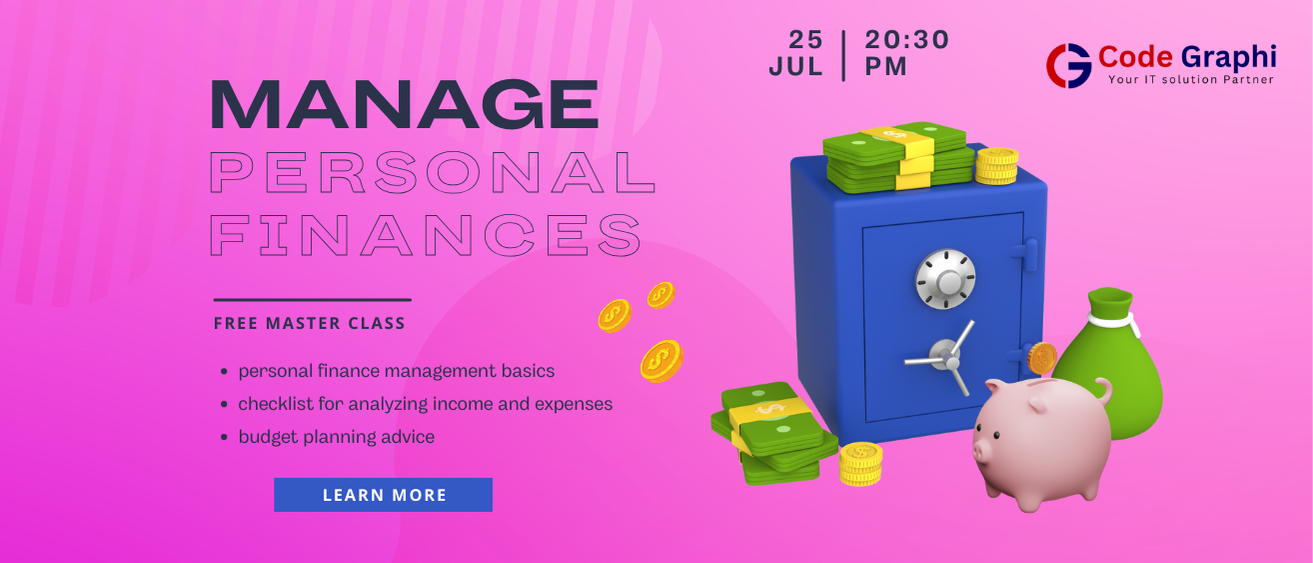 25 JUL
20:30 PM
Code Graphi
Your IT solution Partner
MANAGE
PERSONAL
FINANCES
FREE MASTER CLASS
• personal finance management basics
• checklist for analyzing income and expenses
• budget planning advice
LEARN MORE